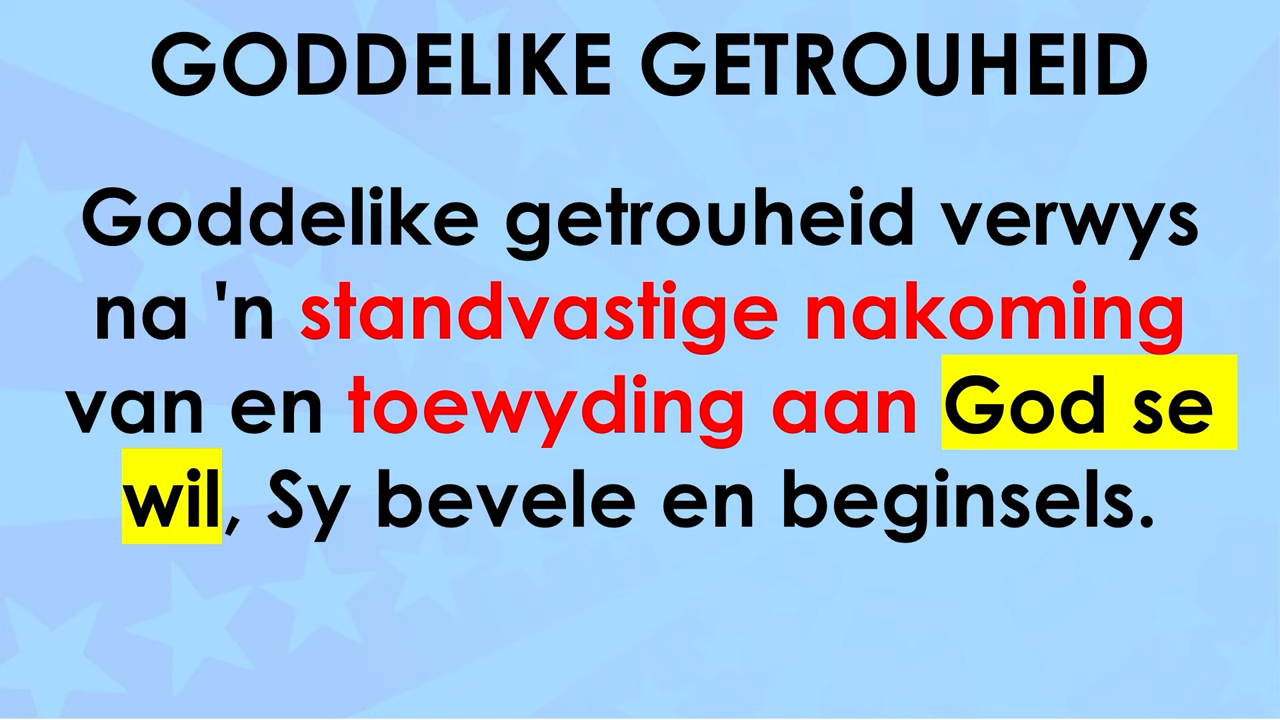 GODDELIKE GETROUHEID
Goddelike getrouheid verwys
na 'n standvastige nakoming
van en toewyding aan God se
wil, Sy bevele en beginsels.